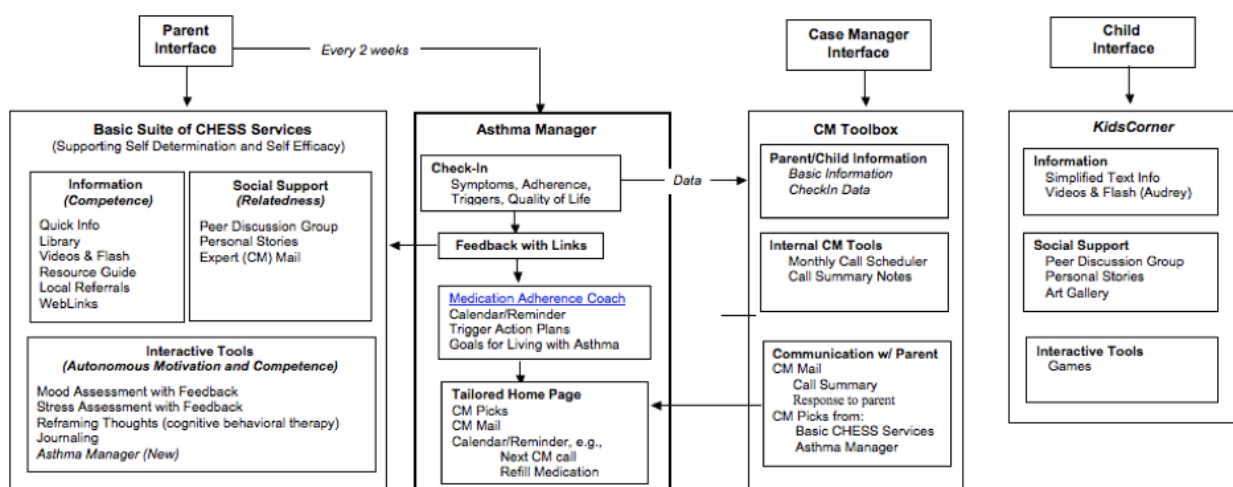 Parent
Interface
Every 2 weeks
Case Manager
Interface
Child
Interface
Basic Suite of CHESS Services
(Supporting Self Determination and Self Efficacy)
Information
(Competence)
Quick Info
Library
Videos & Flash
Resource Guide
Local Referrals
WebLinks
Social Support
(Relatedness)
Peer Discussion Group
Personal Stories
Expert (CM) Mail
Interactive Tools
(Autonomous Motivation and Competence)
Mood Assessment with Feedback
Stress Assessment with Feedback
Reframing Thoughts (cognitive behavioral therapy)
Journaling
Asthma Manager (New)
Asthma Manager
Check-In
Symptoms, Adherence,
Triggers, Quality of Life
Data
Feedback with Links
Medication Adherence Coach
Calendar/Reminder
Trigger Action Plans
Goals for Living with Asthma
Tailored Home Page
CM Picks
CM Mail
Calendar/Reminder, e.g.,
Next CM call
Refill Medication
CM Toolbox
Parent/Child Information
Basic Information
CheckIn Data
Internal CM Tools
Monthly Call Scheduler
Call Summary Notes
Communication w/ Parent
CM Mail
Call Summary
Response to parent
CM Picks from:
Basic CHESS Services
Asthma Manager
KidsCorner
Information
Simplified Text Info
Videos & Flash (Audrey)
Social Support
Peer Discussion Group
Personal Stories
Art Gallery
Interactive Tools
Games